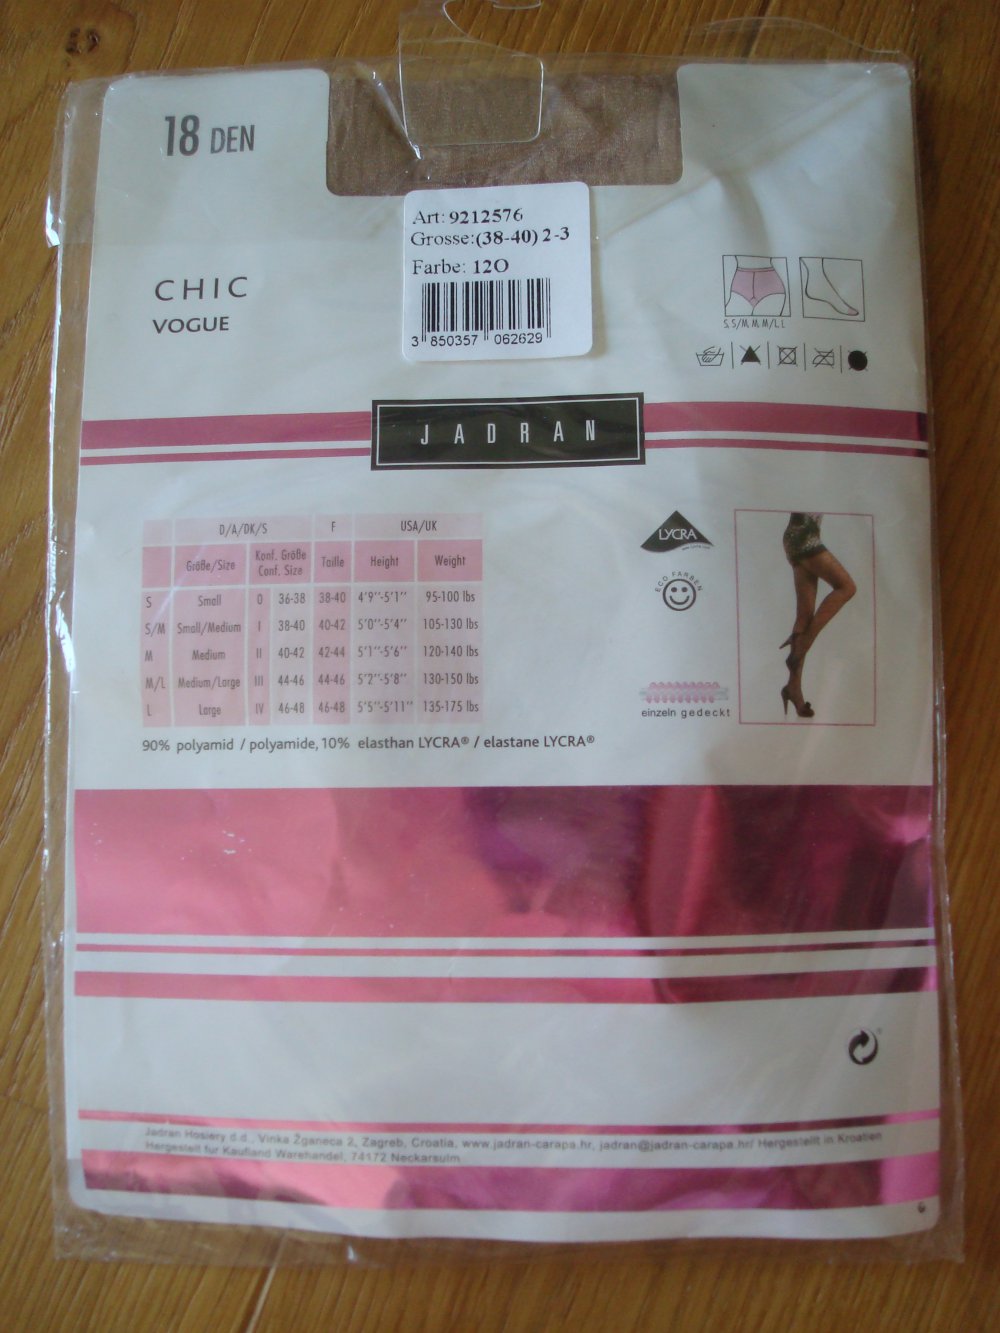 18 DEN
Art: 9212576
Grosse:(38-40) 2-3
Farbe: 12O
3 850357 062629
CHIC
VOGUE
S, S/M, M, M/L, L
JADRAN
D/A/DK/S F USA/UK
Größe/Size Konf. Größe Conf. Size Taille Height Weight
S Small 0 36-38 38-40 4'9''-5'1'' 95-100 lbs
S/M Small/Medium I 38-40 40-42 5'0''-5'4'' 105-130 lbs
M Medium II 40-42 42-44 5'1''-5'6'' 120-140 lbs
M/L Medium/Large III 44-46 44-46 5'2''-5'8'' 130-150 lbs
L Large IV 46-48 46-48 5'5''-5'11'' 135-175 lbs
90% polyamid / polyamide, 10% elasthan LYCRA® / elastane LYCRA®
LYCRA
ECO FARBEN
einzeln gedeckt
Jadran Hosiery d.d., Vinka Žganeca 2, Zagreb, Croatia, www.jadran-carapa.hr, jadran@jadran-carapa.hr/ Hergestellt in Kroatien
Hergestellt für Kaufland Warenhandel, 74172 Neckarsulm
6